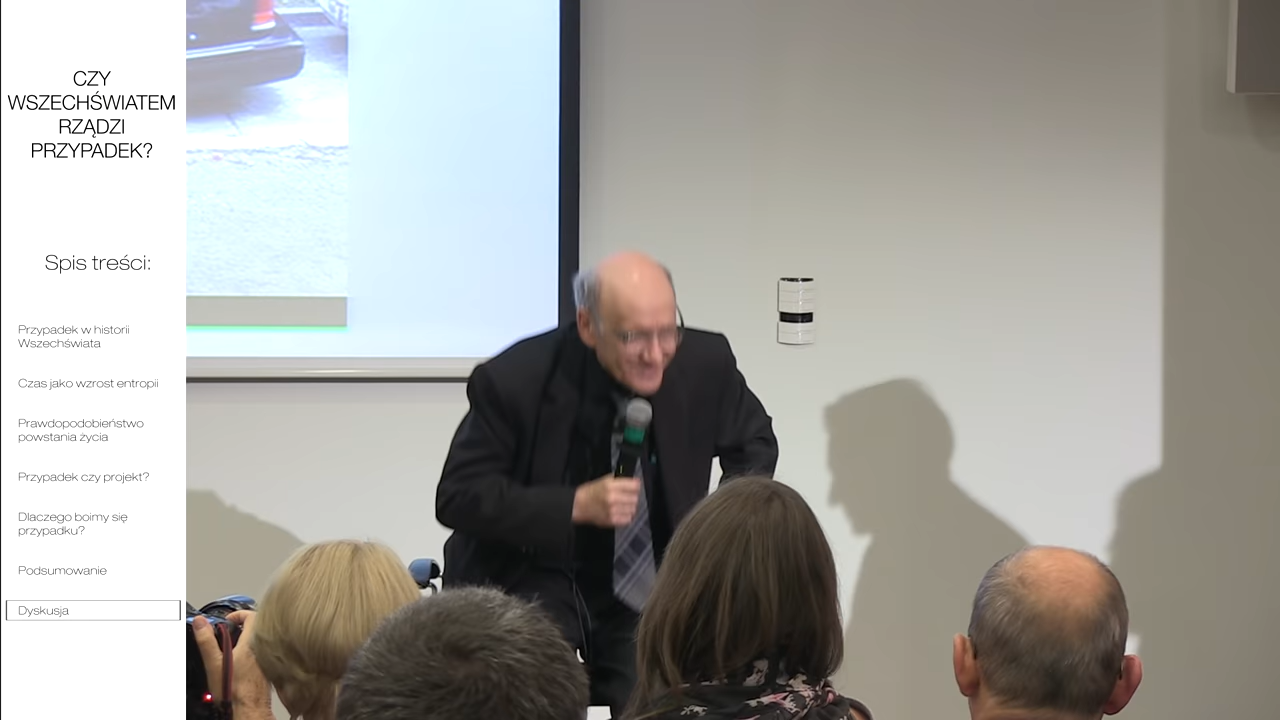 CZY
WSZECHŚWIATEM
RZĄDZI
PRZYPADEK?
Spis treści:
Przypadek w historii
Wszechświata
Czas jako wzrost entropii
Prawdopodobieństwo
powstania życia
Przypadek czy projekt?
Dlaczego boimy się
przypadku?
Podsumowanie
Dyskusja